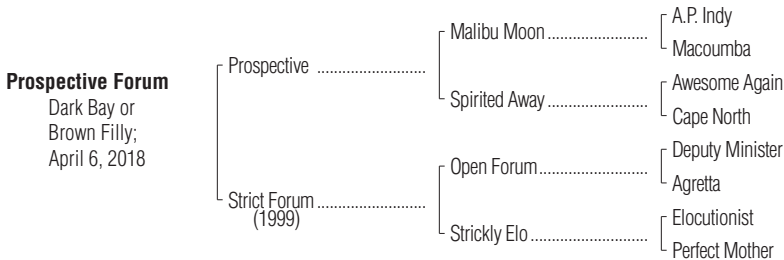 Prospective Forum
Dark Bay or
Brown Filly;
April 6, 2018
Prospective ..........................
Strict Forum ..........................
(1999)
Malibu Moon ........................
Spirited Away .........................
Open Forum ..........................
Strickly Elo ............................
A.P. Indy
Macoumba
Awesome Again
Cape North
Deputy Minister
Agretta
Elocutionist
Perfect Mother